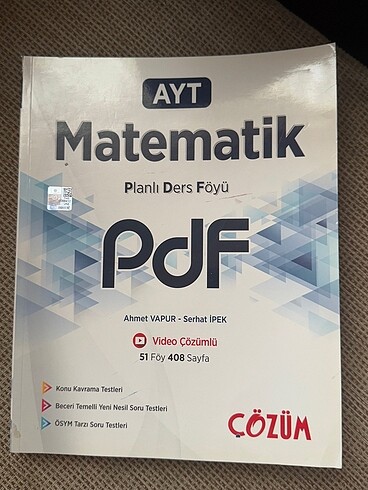 AYT
Matematik
Planlı Ders Föyü
PdF
Ahmet VAPUR - Serhat İPEK
Video Çözümlü
51 Föy 408 Sayfa
Konu Kavrama Testleri
Beceri Temelli Yeni Nesil Soru Testleri
ÖSYM Tarzı Soru Testleri
ÇÖZÜM